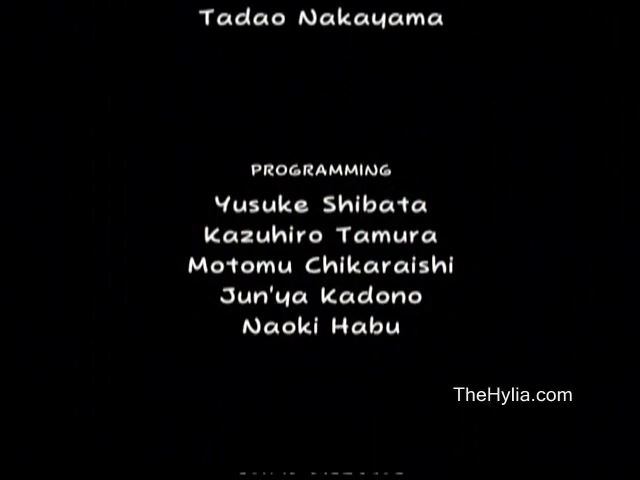 Tadao Nakayama
PROGRAMMING
Yusuke Shibata
Kazuhiro Tamura
Motomu Chikaraishi
Jun'ya Kadono
Naoki Habu
TheHylia.com